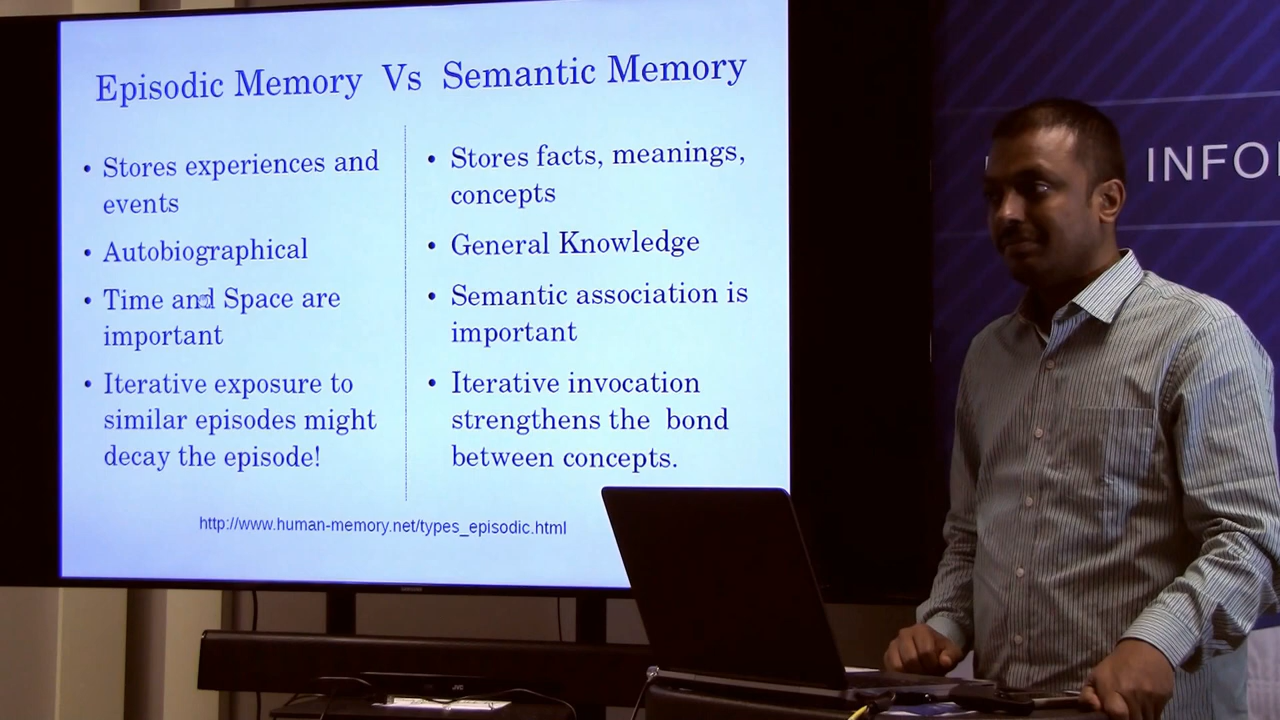 Episodic Memory Vs Semantic Memory
• Stores experiences and
events
• Autobiographical
• Time and Space are
important
• Iterative exposure to
similar episodes might
decay the episode!
• Stores facts, meanings,
concepts
• General Knowledge
• Semantic association is
important
• Iterative invocation
strengthens the bond
between concepts.
http://www.human-memory.net/types_episodic.html
INFO
JVC